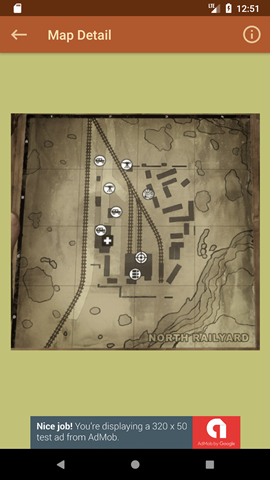 LTE 12:51
Map Detail
NORTH RAILYARD
Nice job! You're displaying a 320 x 50
test ad from AdMob.
AdMob by Google